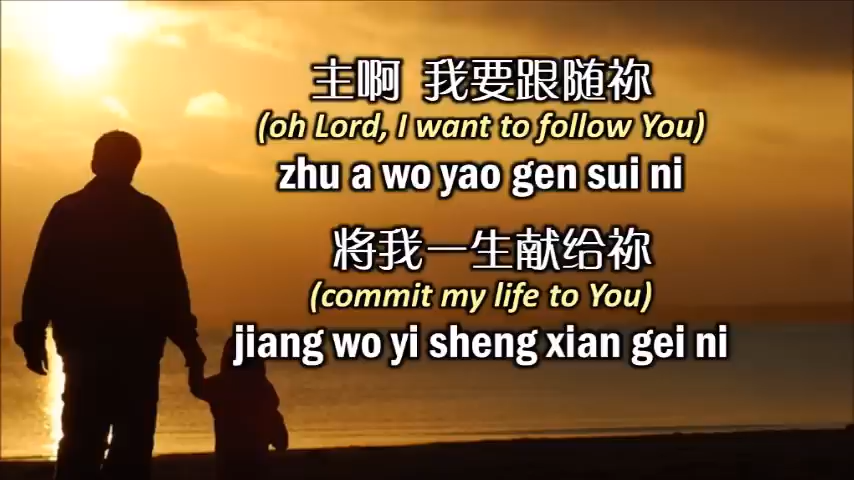 主啊 我要跟随祢
(oh Lord, I want to follow You)
zhu a wo yao gen sui ni
将我一生献给祢
(commit my life to You)
jiang wo yi sheng xian gei ni